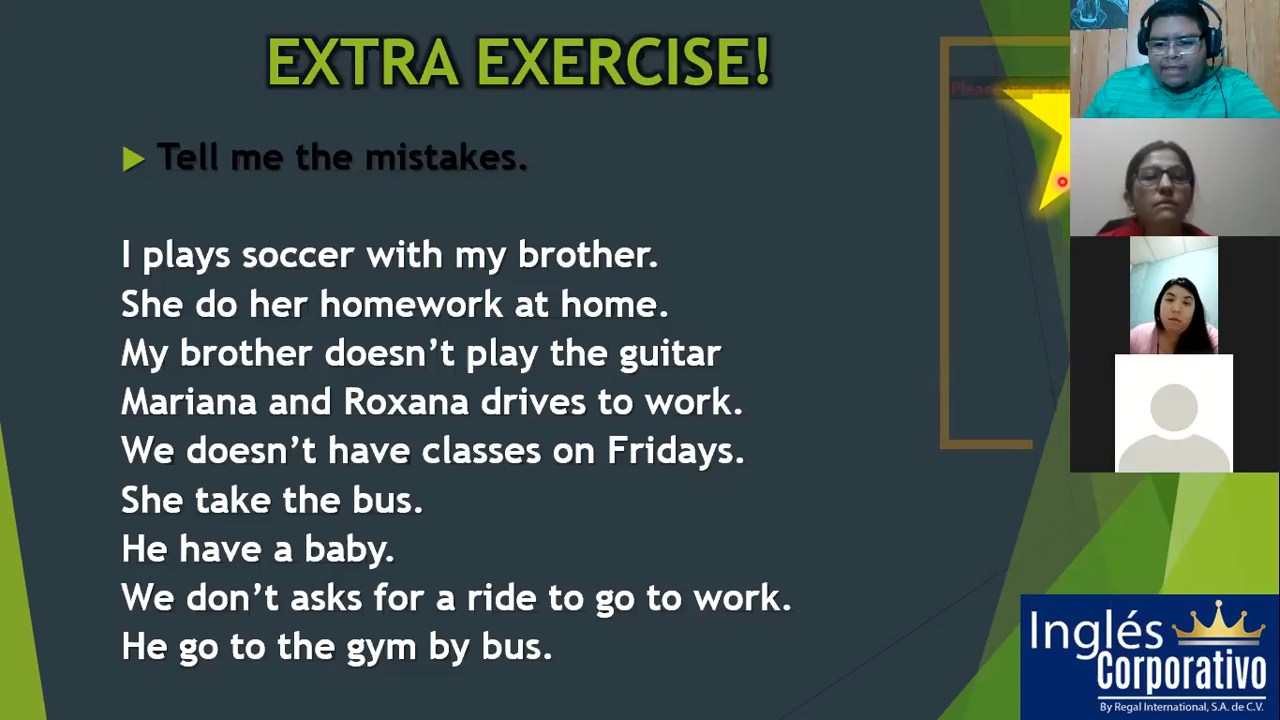 EXTRA EXERCISE!
Tell me the mistakes.
I plays soccer with my brother.
She do her homework at home.
My brother doesn’t play the guitar
Mariana and Roxana drives to work.
We doesn’t have classes on Fridays.
She take the bus.
He have a baby.
We don’t asks for a ride to go to work.
He go to the gym by bus.
Please
Inglés
Corporativo
By Regal International, S.A. de C.V.